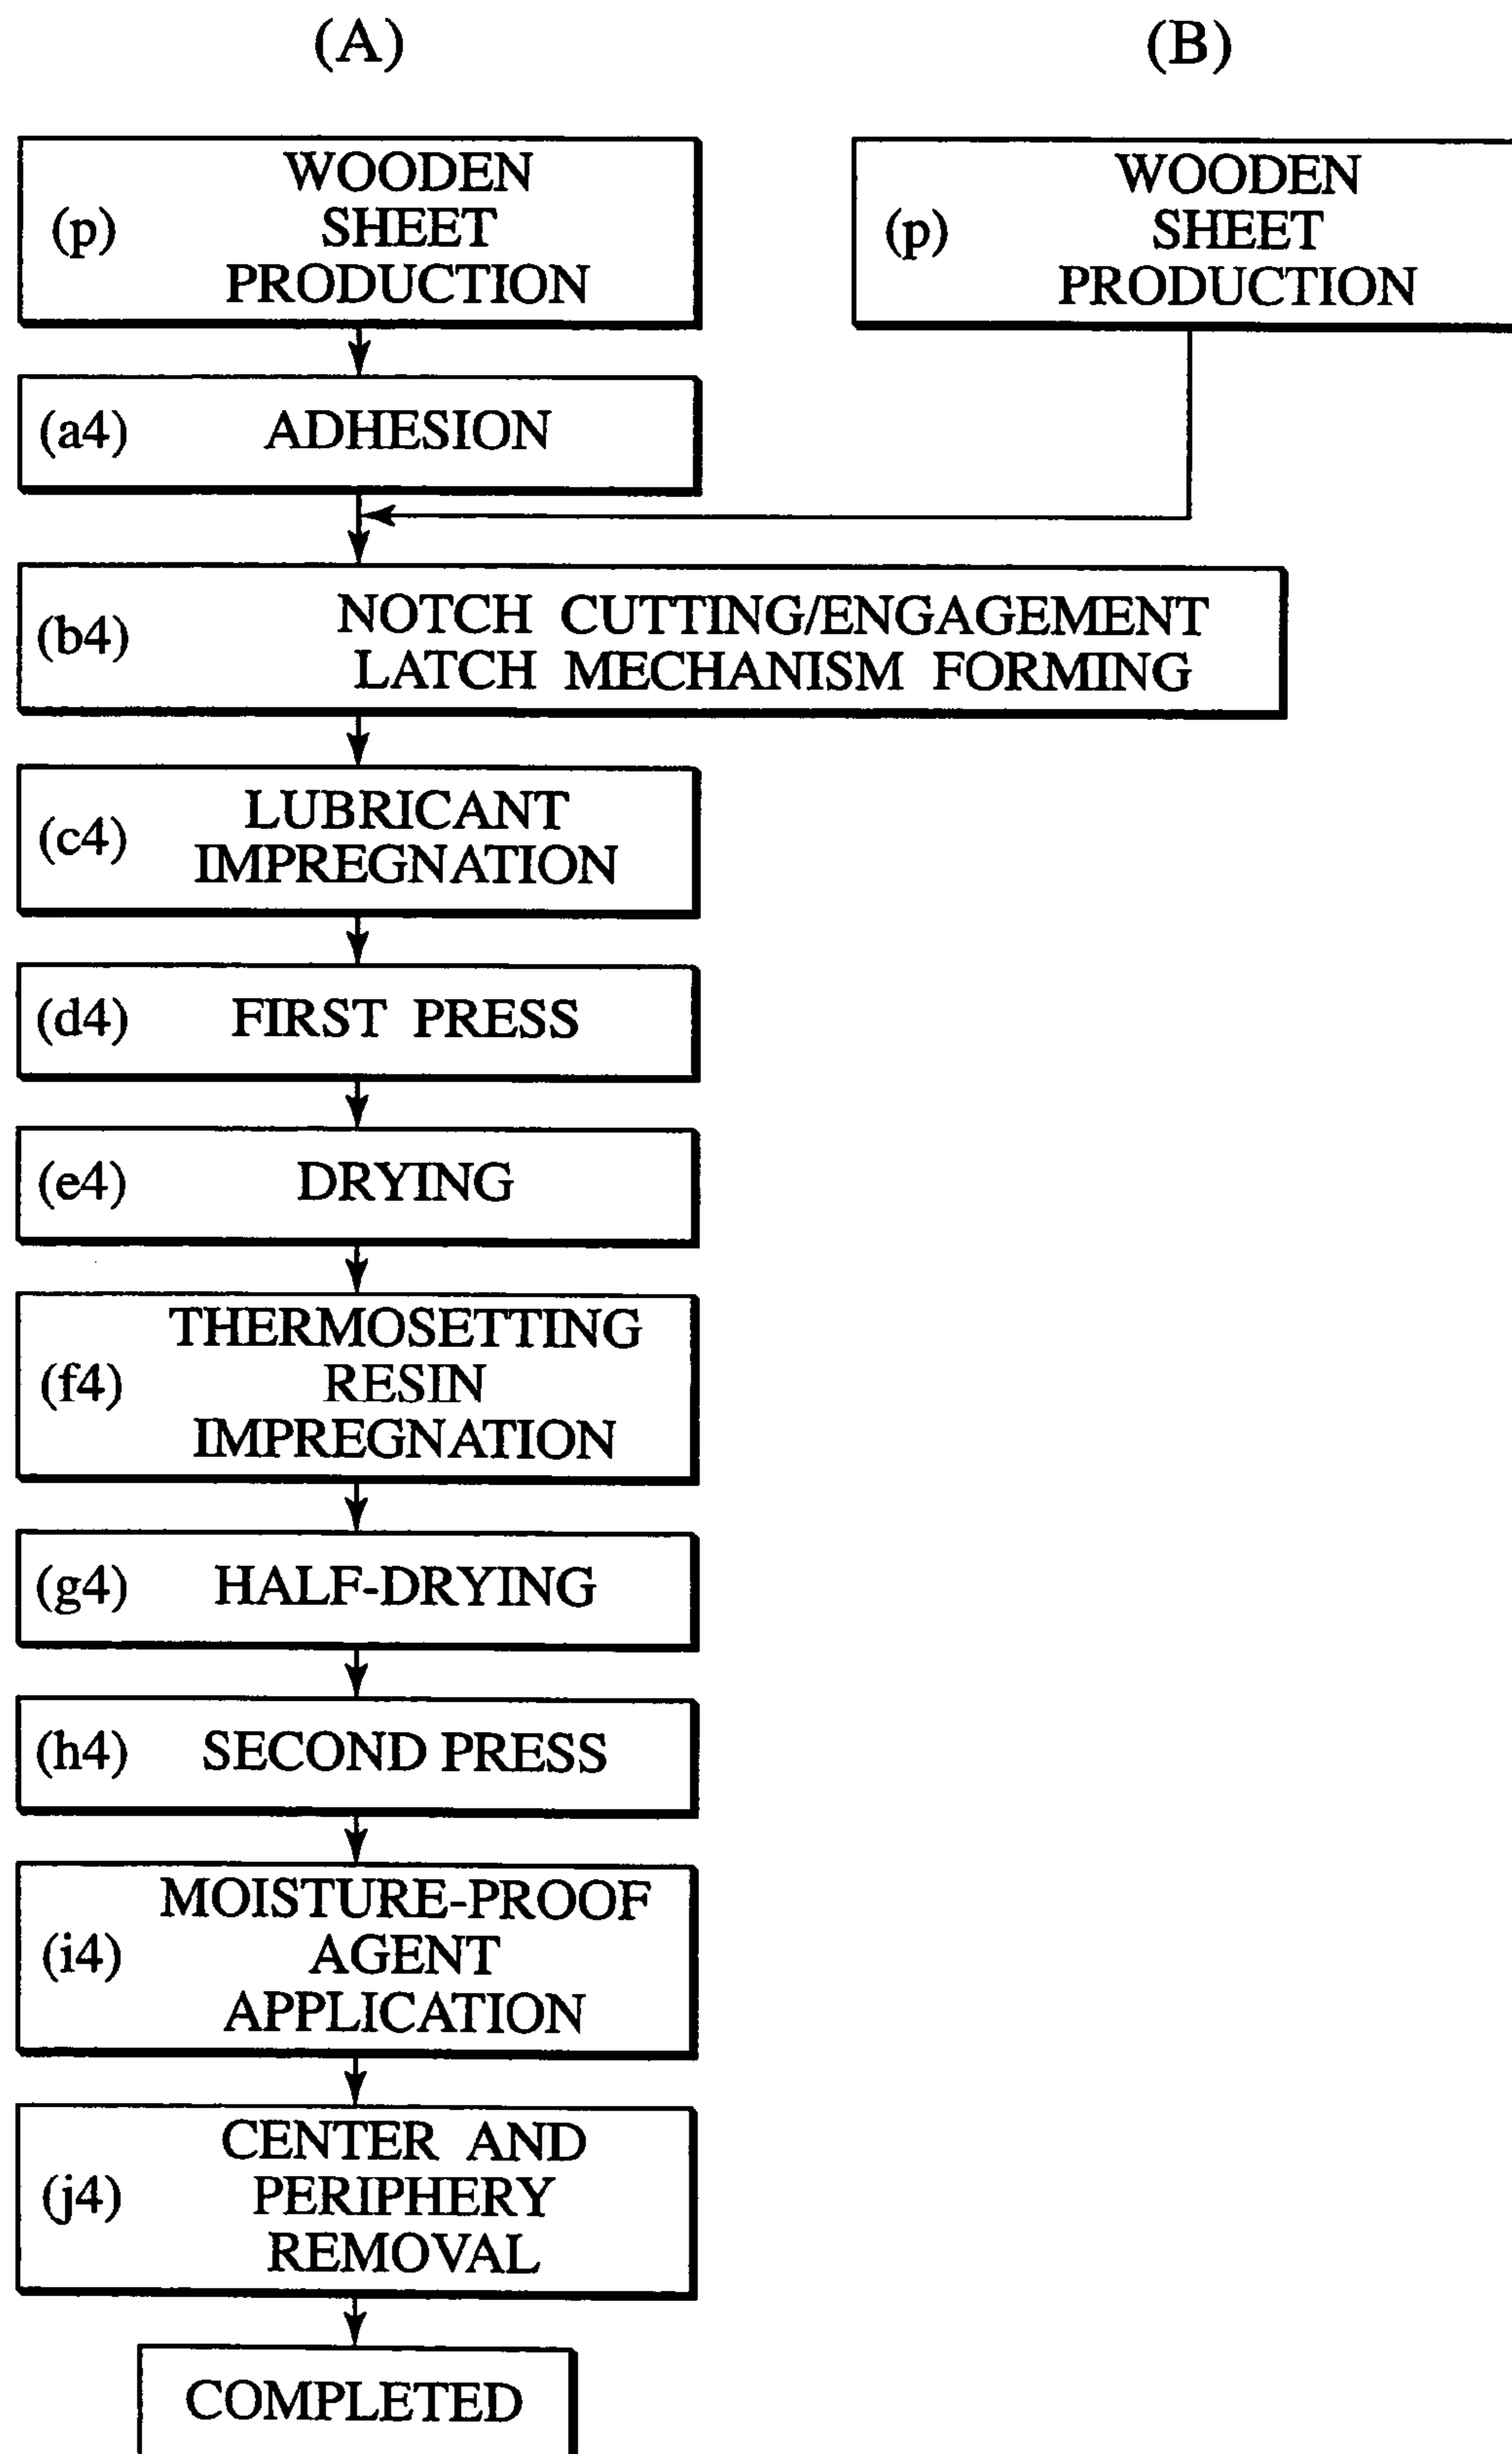 (A)
(B)
(p)
WOODEN
SHEET
PRODUCTION
(p)
WOODEN
SHEET
PRODUCTION
(a4)
ADHESION
(b4)
NOTCH CUTTING/ENGAGEMENT
LATCH MECHANISM FORMING
(c4)
LUBRICANT
IMPREGNATION
(d4)
FIRST PRESS
(e4)
DRYING
(f4)
THERMOSETTING
RESIN
IMPREGNATION
(g4)
HALF-DRYING
(h4)
SECOND PRESS
(i4)
MOISTURE-PROOF
AGENT
APPLICATION
(j4)
CENTER AND
PERIPHERY
REMOVAL
COMPLETED